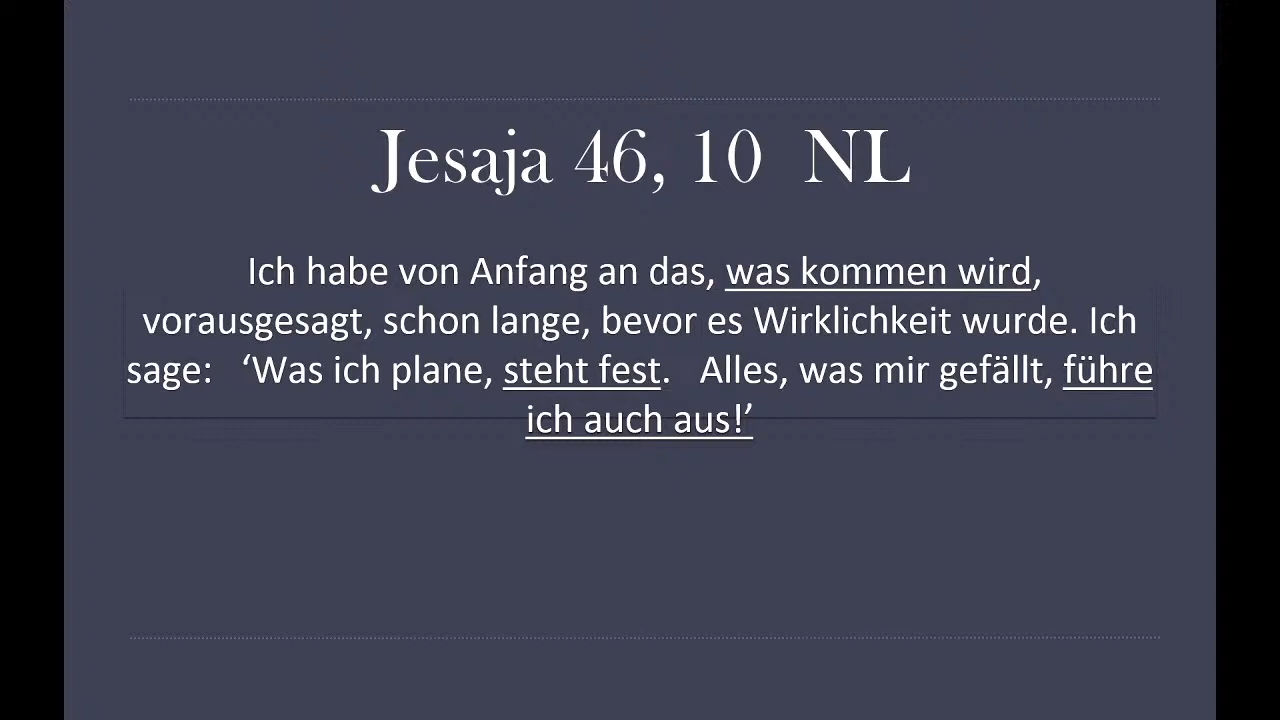 Jesaja 46, 10  NL
Ich habe von Anfang an das, was kommen wird,
vorausgesagt, schon lange, bevor es Wirklichkeit wurde. Ich
sage:   ‘Was ich plane, steht fest.   Alles, was mir gefällt, führe
ich auch aus!’